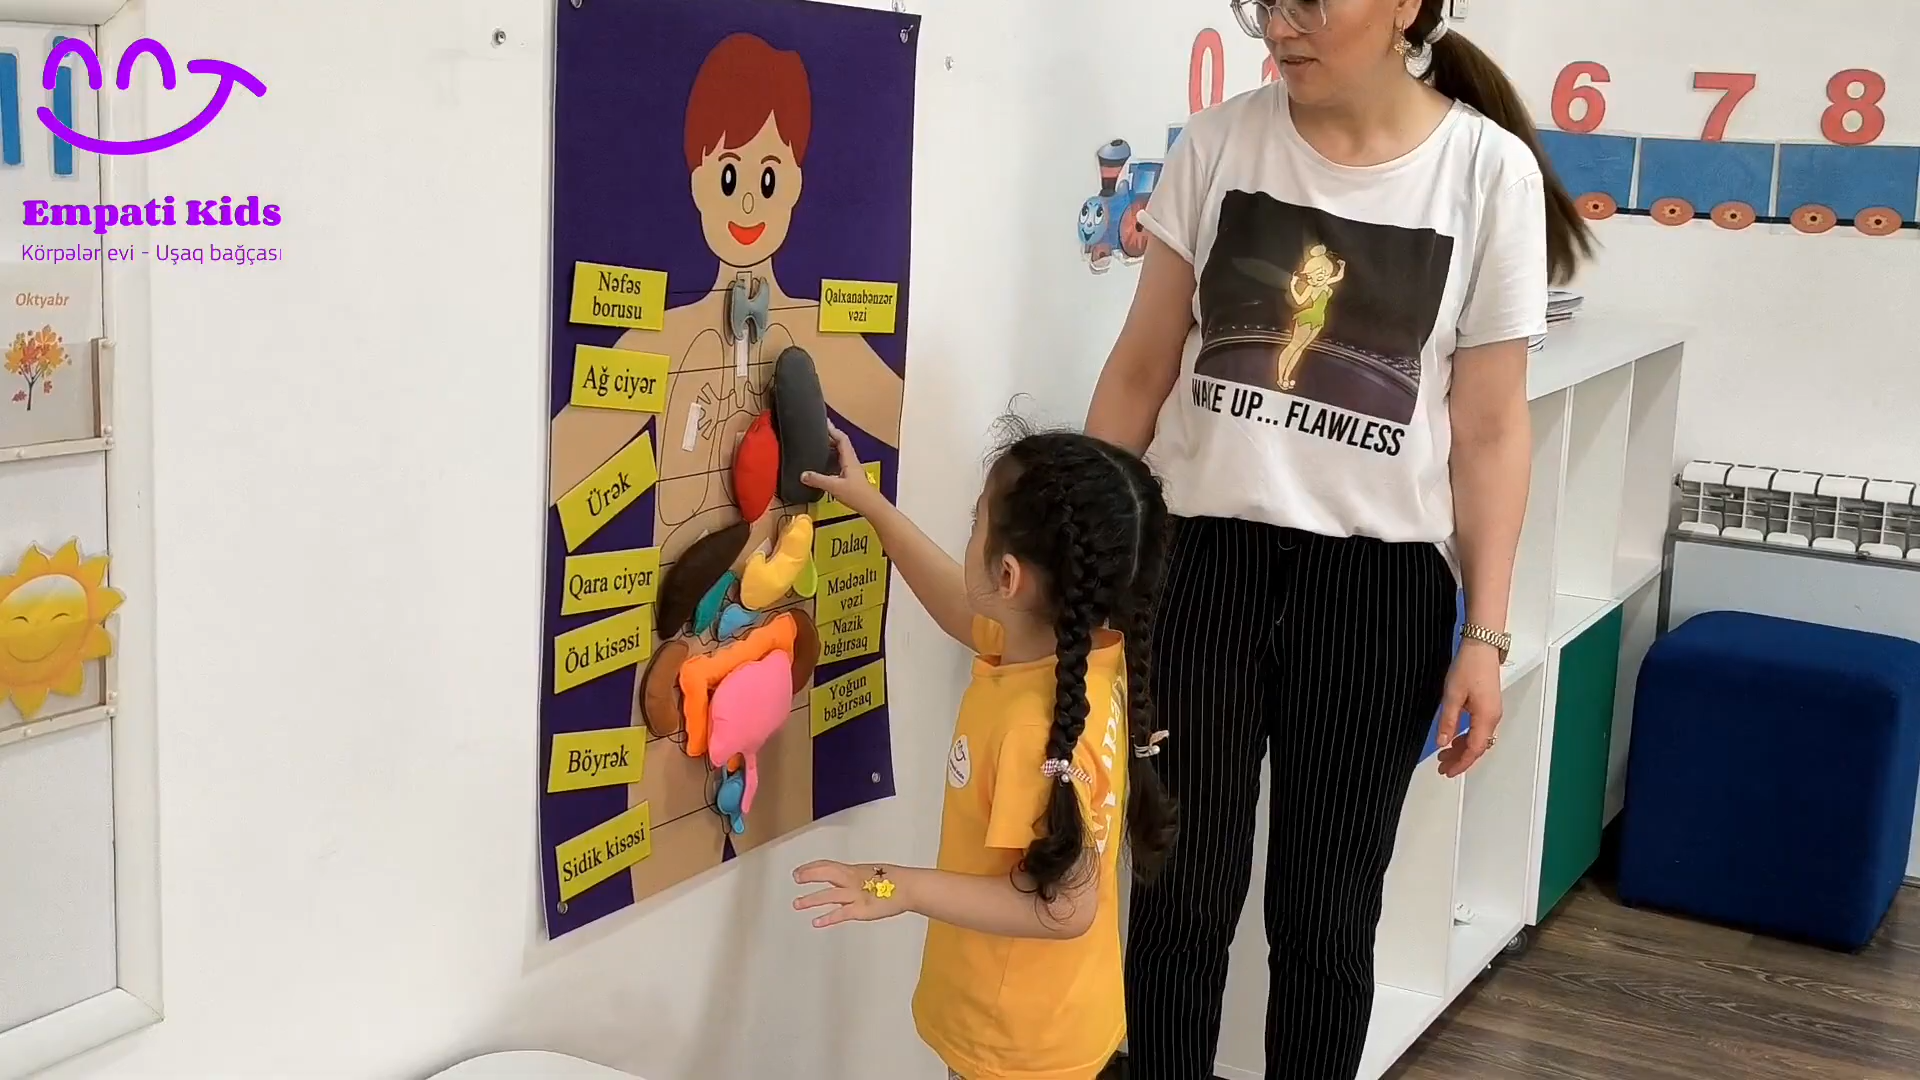 Empati Kids
Körpələr evi - Uşaq bağçası
Oktyabr
Nəfəs
borusu
Ağ ciyər
Ürək
Qara ciyər
Öd kisəsi
Böyrək
Sidik kisəsi
Qalxanabənzər
vəzi
Dalaq
Mədəaltı
vəzi
Nazik
bağırsaq
Yoğun
bağırsaq
0
6 7 8
WAKE UP... FLAWLESS